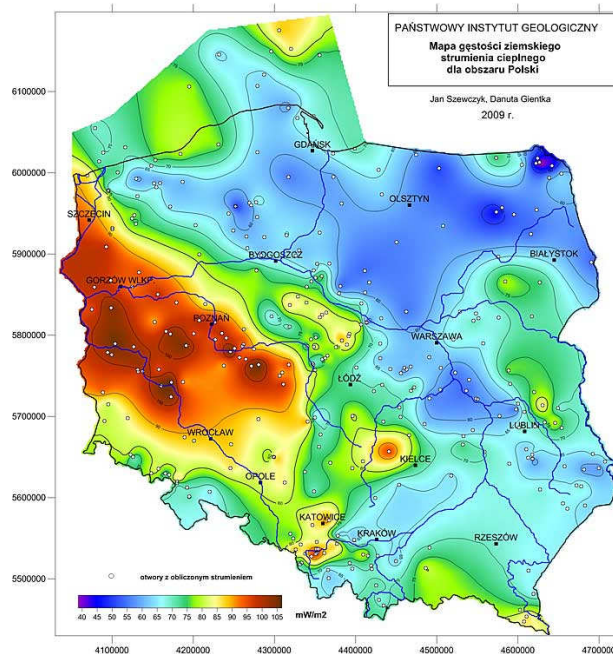 PAŃSTWOWY INSTYTUT GEOLOGICZNY
Mapa gęstości ziemskiego
strumienia cieplnego
dla obszaru Polski
Jan Szewczyk, Danuta Gientka
2009 r.
6100000
6000000
5900000
5800000
5700000
5600000
5500000
GDAŃSK
OLSZTYN
SZCZECIN
BYDGOSZCZ
BIAŁYSTOK
GORZÓW WLKP
POZNAŃ
WARSZAWA
ŁÓDŹ
WROCŁAW
LUBLIN
KIELCE
OPOLE
KATOWICE
KRAKÓW
RZESZÓW
otwory z obliczonym strumieniem
mW/m2
40 45 50 55 60 65 70 75 80 85 90 95 100 105
4100000 4200000 4300000 4400000 4500000 4600000 4700000